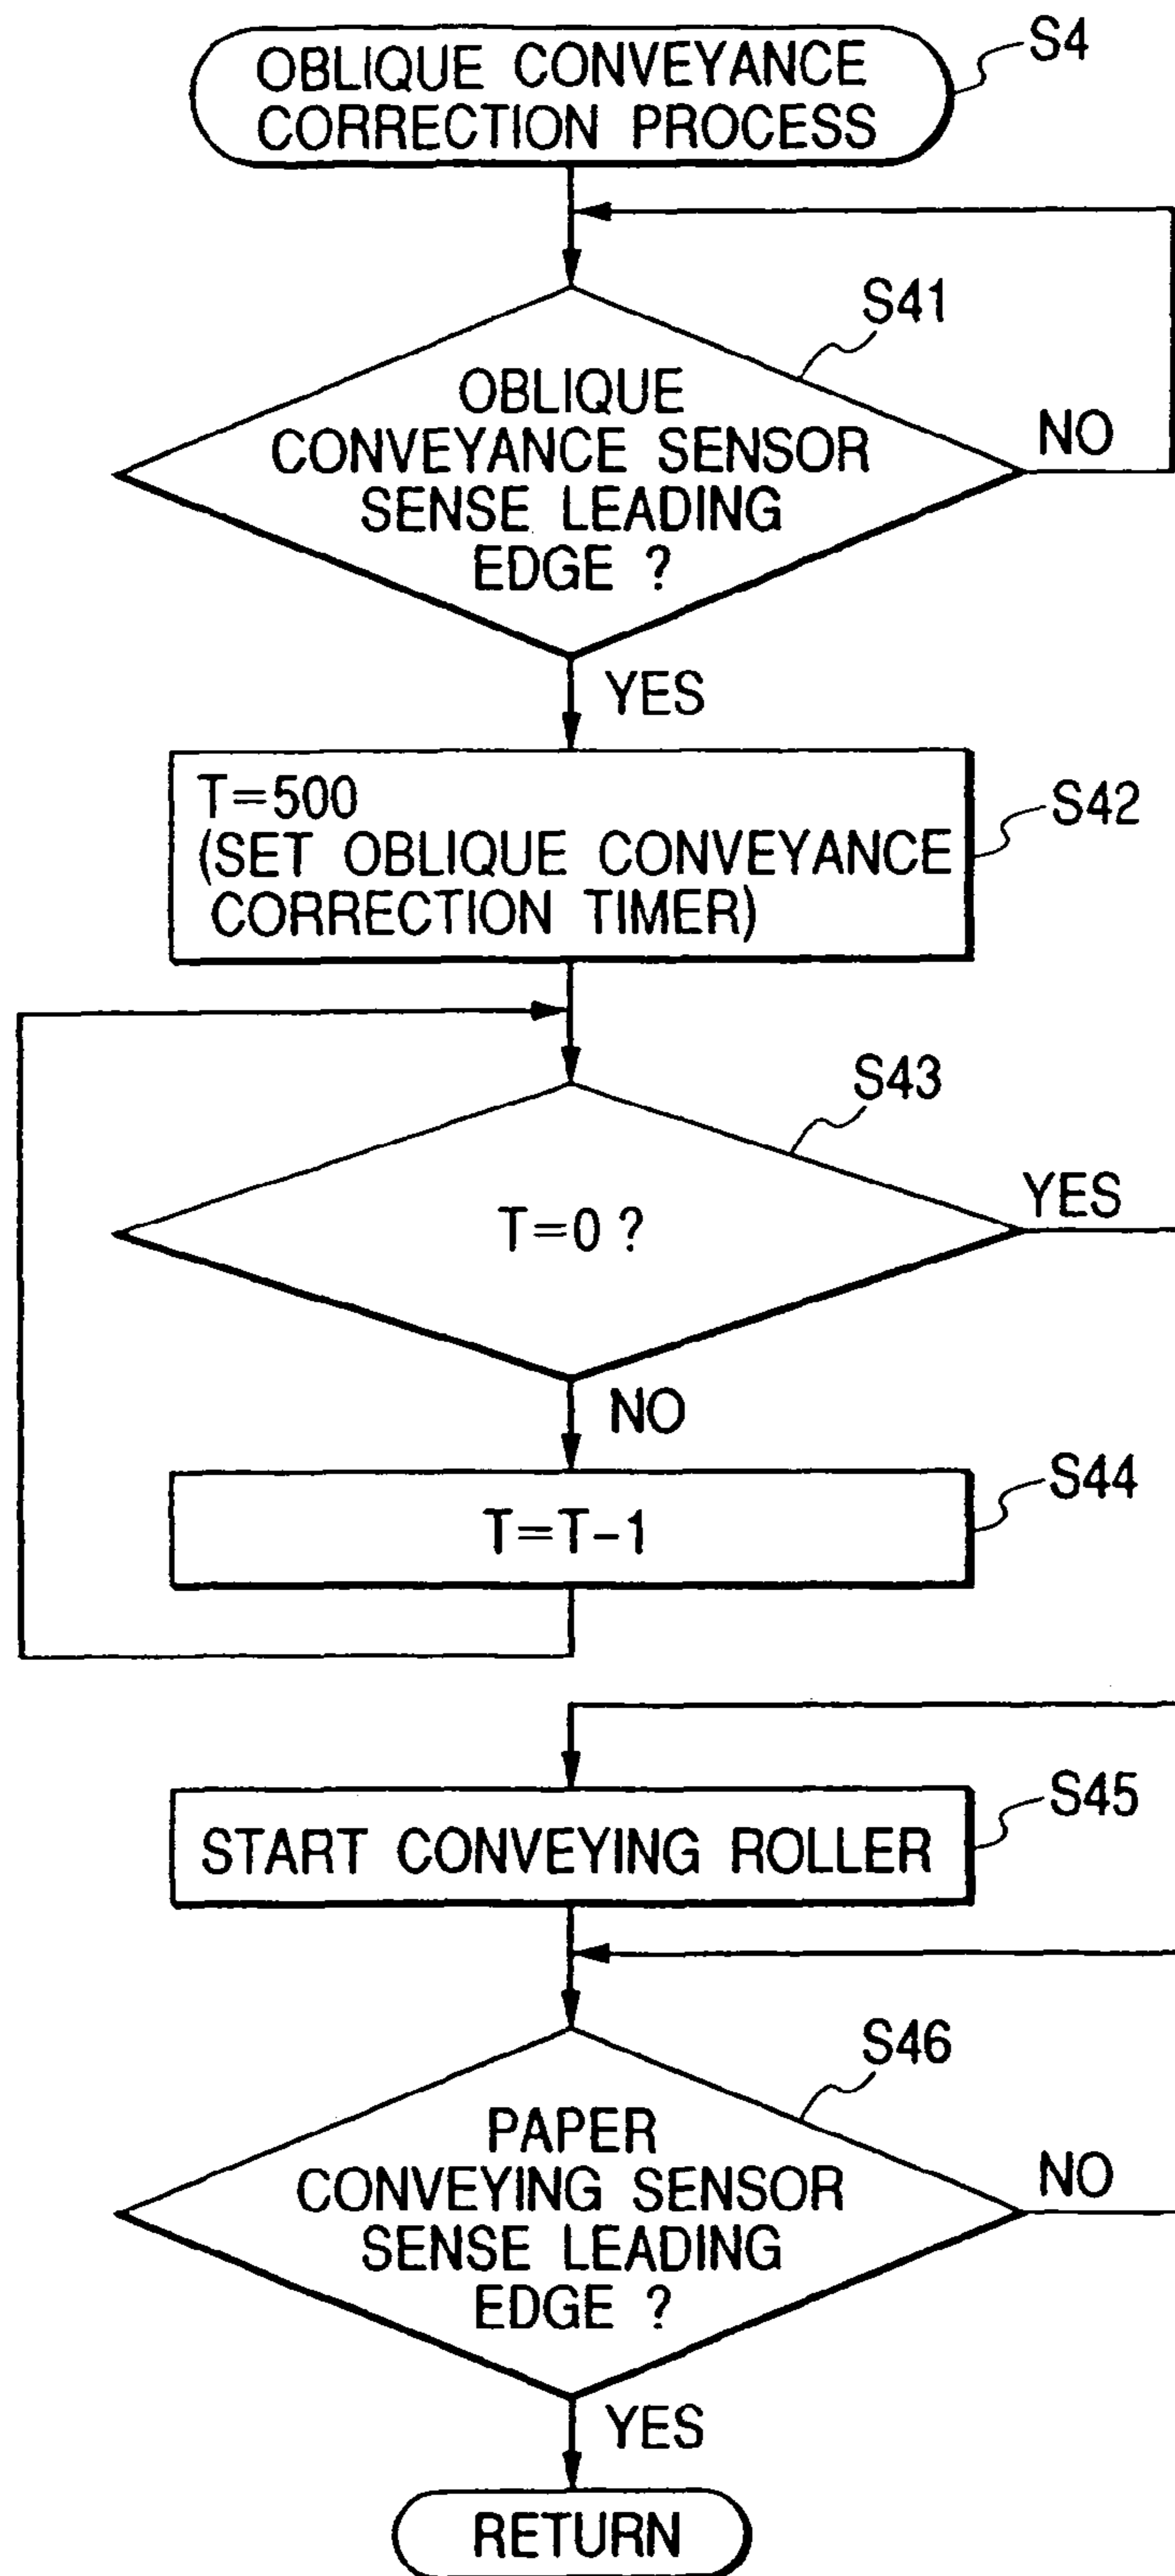 OBLIQUE CONVEYANCE
CORRECTION PROCESS
S4
S41
OBLIQUE
CONVEYANCE SENSOR
SENSE LEADING
EDGE ?
NO
YES
T=500
(SET OBLIQUE CONVEYANCE
CORRECTION TIMER)
S42
S43
T=0 ?
YES
NO
T=T-1
S44
START CONVEYING ROLLER
S45
S46
PAPER
CONVEYING SENSOR
SENSE LEADING
EDGE ?
NO
YES
RETURN